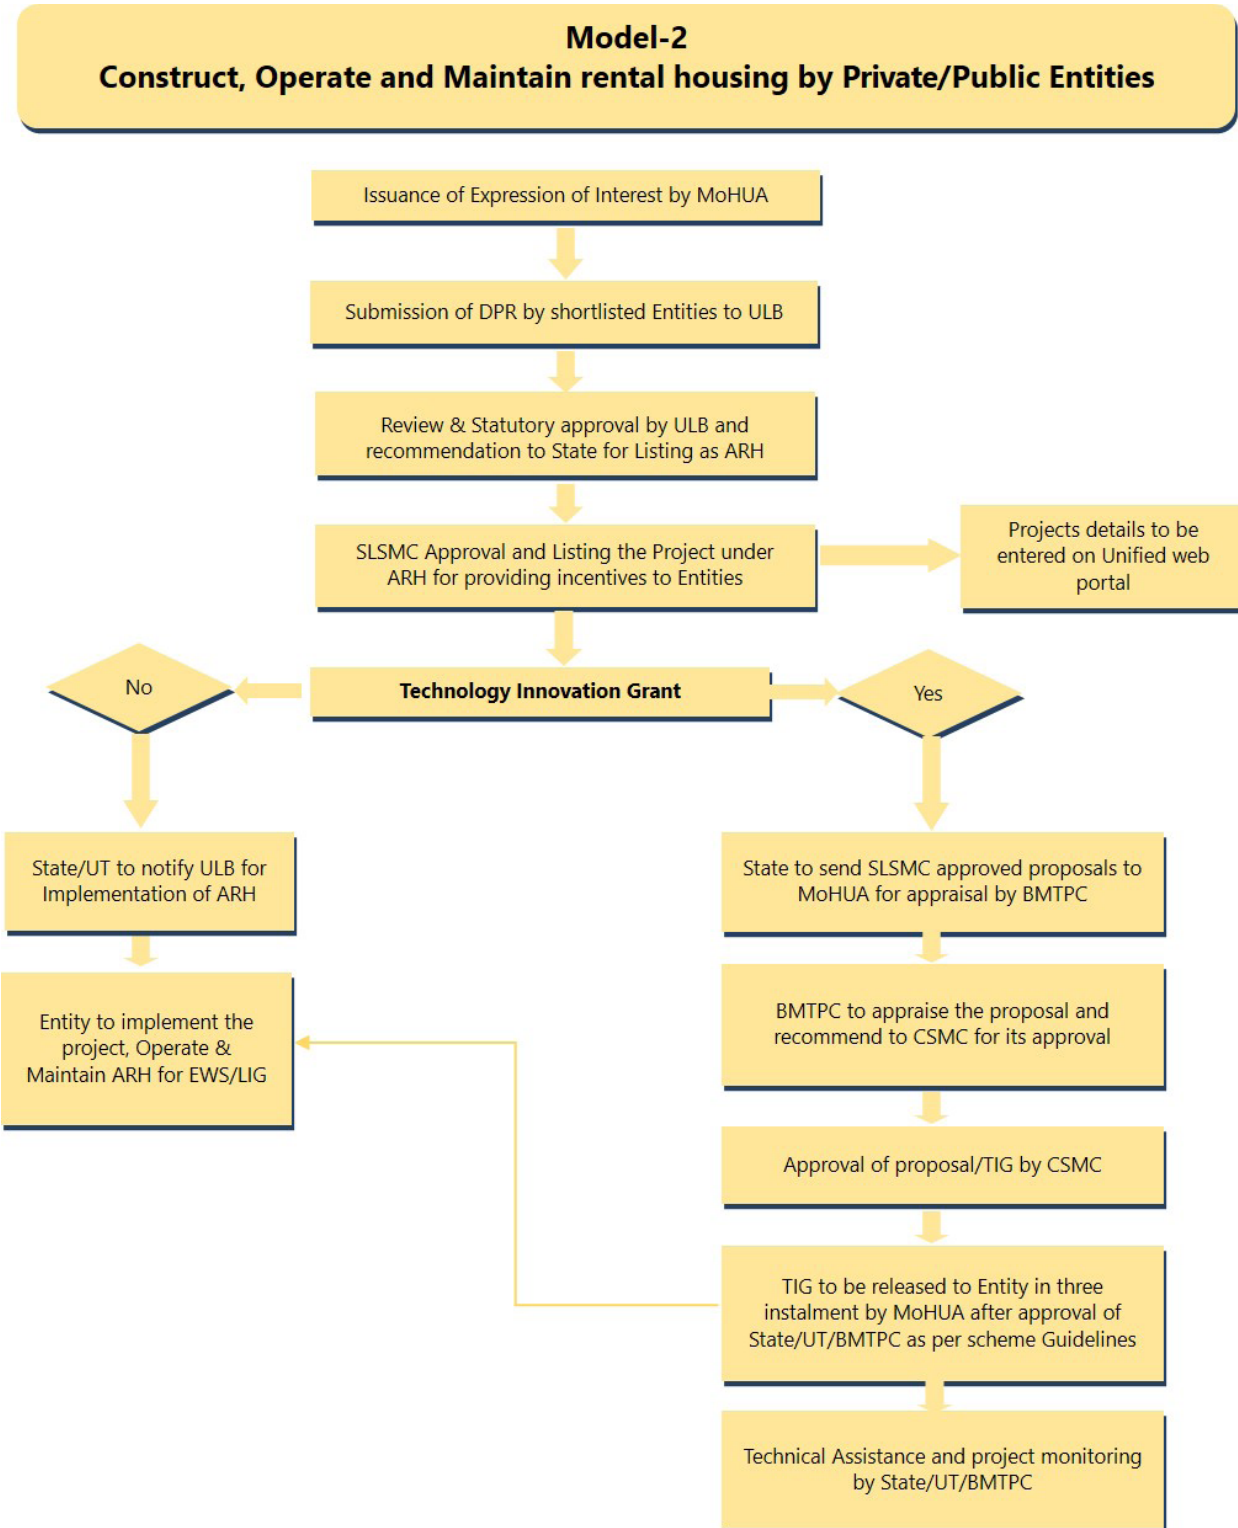 Model-2
Construct, Operate and Maintain rental housing by Private/Public Entities
Issuance of Expression of Interest by MoHUA
Submission of DPR by shortlisted Entities to ULB
Review & Statutory approval by ULB and
recommendation to State for Listing as ARH
SLSMC Approval and Listing the Project under
ARH for providing incentives to Entities
Projects details to be
entered on Unified web
portal
No
Technology Innovation Grant
Yes
State/UT to notify ULB for
Implementation of ARH
Entity to implement the
project, Operate &
Maintain ARH for EWS/LIG
State to send SLSMC approved proposals to
MoHUA for appraisal by BMTPC
BMTPC to appraise the proposal and
recommend to CSMC for its approval
Approval of proposal/TIG by CSMC
TIG to be released to Entity in three
instalment by MoHUA after approval of
State/UT/BMTPC as per scheme Guidelines
Technical Assistance and project monitoring
by State/UT/BMTPC